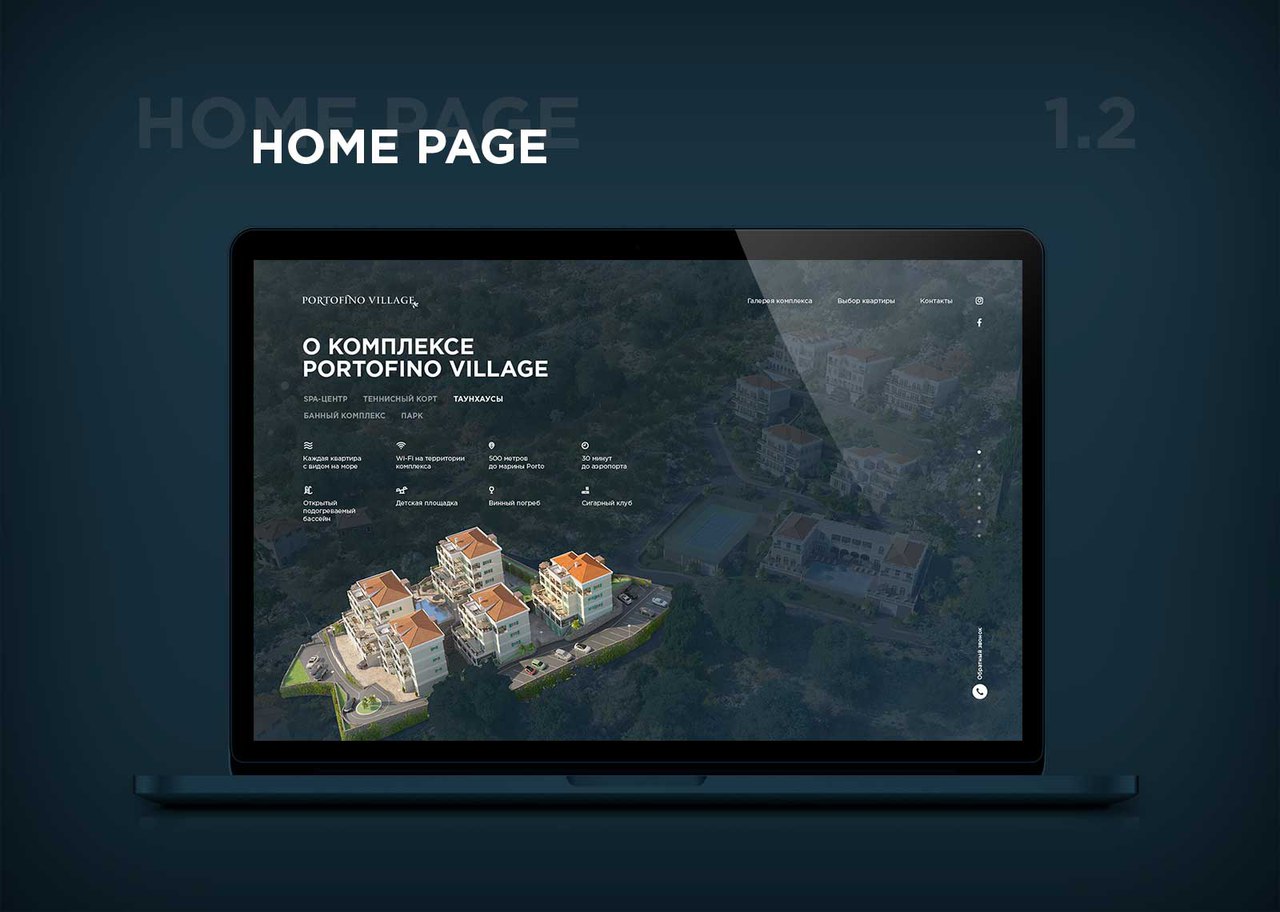 HOME PAGE
1.2
HOME PAGE
PORTOFINO VILLAGE
Галерея комплекса
Выбор квартиры
Контакты
О КОМПЛЕКСЕ
PORTOFINO VILLAGE
SPA-ЦЕНТР ТЕННИСНЫЙ КОРТ ТАУНХАУСЫ
БАННЫЙ КОМПЛЕКС ПАРК
Каждая квартира
с видом на море
Wi-Fi на территории
комплекса
500 метров
до марины Porto
30 минут
до аэропорта
Открытый
подогреваемый
бассейн
Детская площадка
Винный погреб
Сигарный клуб
Обратный звонок